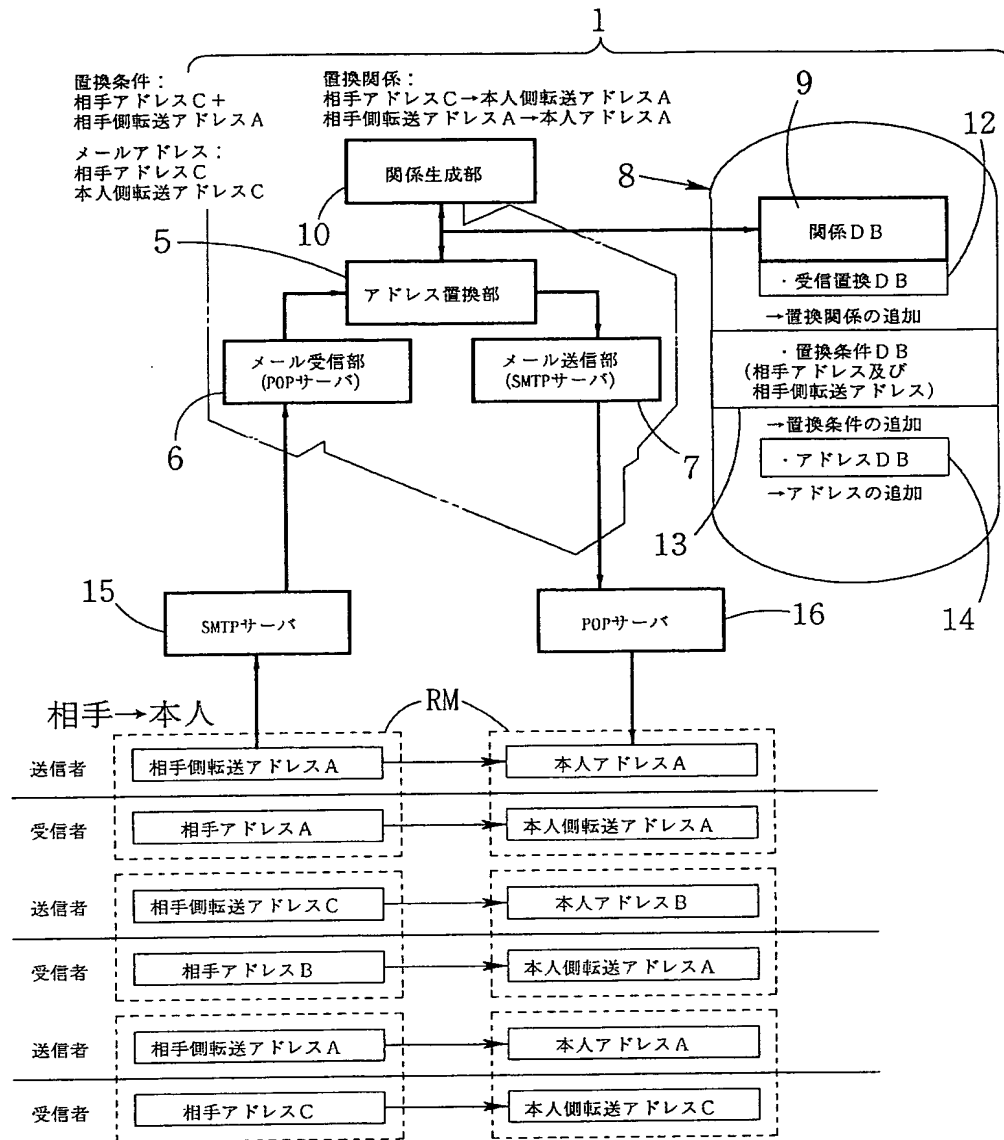 1
置換条件：
相手アドレスC＋
相手側転送アドレスA
メールアドレス：
相手アドレスC
本人側転送アドレスC
置換関係：
相手アドレスC→本人側転送アドレスA
相手側転送アドレスA→本人アドレスA
9
12
8
関係生成部
10
関係DB
・受信置換DB
→置換関係の追加
5
アドレス置換部
・置換条件DB
(相手アドレス及び
相手側転送アドレス)
→置換条件の追加
メール受信部
(POPサーバ)
メール送信部
(SMTPサーバ)
6
7
・アドレスDB
→アドレスの追加
13
14
15
SMTPサーバ
POPサーバ
16
相手→本人
RM
送信者
相手側転送アドレスA
本人アドレスA
受信者
相手アドレスA
本人側転送アドレスA
送信者
相手側転送アドレスC
本人アドレスB
受信者
相手アドレスB
本人側転送アドレスA
送信者
相手側転送アドレスA
本人アドレスA
受信者
相手アドレスC
本人側転送アドレスC